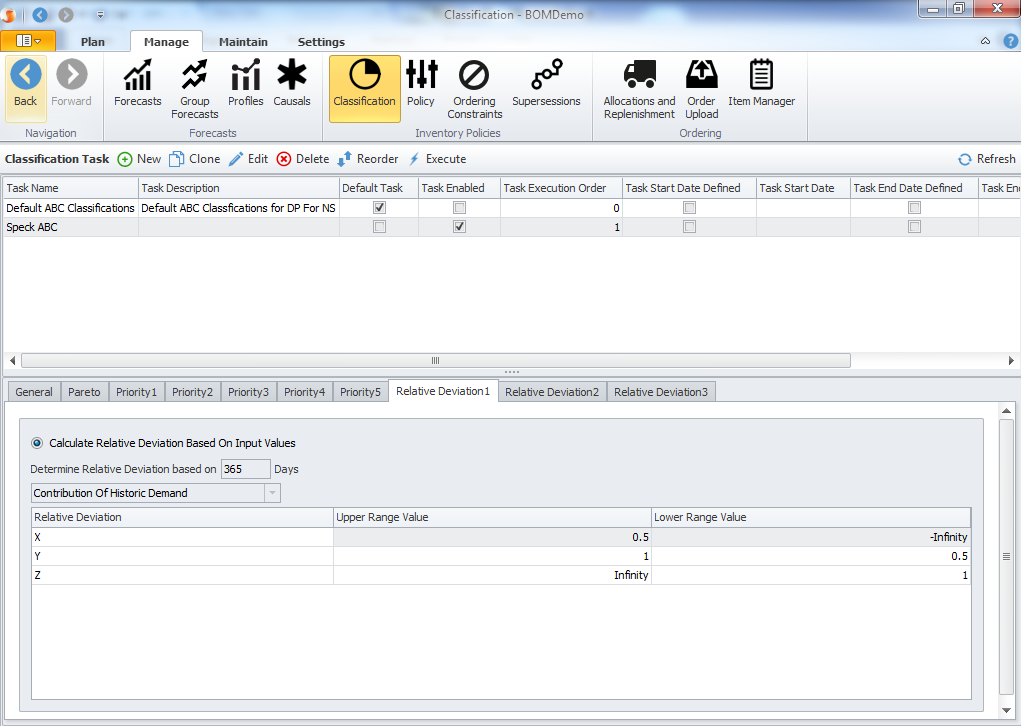 Classification - BOMDemo
Plan Manage Maintain Settings
Back Forward Forecasts Group Forecasts Profiles Causals Classification Policy Ordering Constraints Supersessions Allocations and Replenishment Order Upload Item Manager
Navigation Forecasts Inventory Policies Ordering
Classification Task New Clone Edit Delete Reorder Execute Refresh
Task Name Task Description Default Task Task Enabled Task Execution Order Task Start Date Defined Task Start Date Task End Date Defined Task En
Default ABC Classifications Default ABC Classfications for DP For NS 0
Speck ABC 1
General Pareto Priority1 Priority2 Priority3 Priority4 Priority5 Relative Deviation1 Relative Deviation2 Relative Deviation3
Calculate Relative Deviation Based On Input Values
Determine Relative Deviation based on 365 Days
Contribution Of Historic Demand
Relative Deviation Upper Range Value Lower Range Value
X 0.5 -Infinity
Y 1 0.5
Z Infinity 1